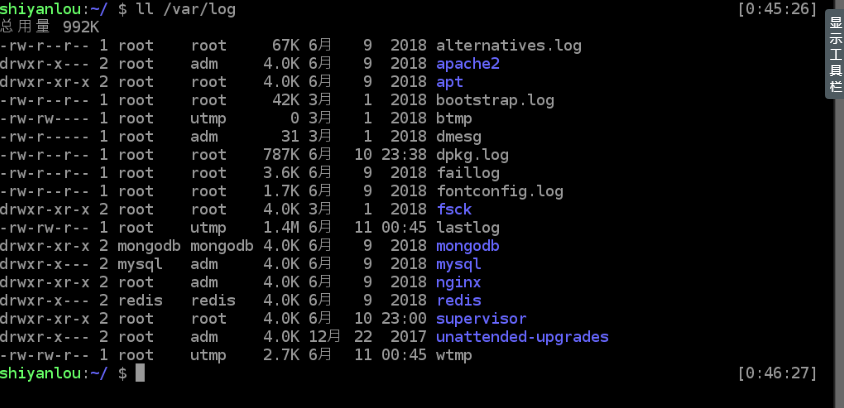 shiyanlou:~/ $ ll /var/log [0:45:26]
总用量 992K
-rw-r--r-- 1 root root 67K 6月 9 2018 alternatives.log
drwxr-x--- 2 root adm 4.0K 6月 9 2018 apache2
drwxr-xr-x 2 root root 4.0K 6月 9 2018 apt
-rw-r--r-- 1 root root 42K 3月 1 2018 bootstrap.log
-rw-rw---- 1 root utmp 0 3月 1 2018 btmp
-rw-r----- 1 root adm 31 3月 1 2018 dmesg
-rw-r--r-- 1 root root 787K 6月 10 23:38 dpkg.log
-rw-r--r-- 1 root root 3.6K 6月 9 2018 faillog
-rw-r--r-- 1 root root 1.7K 6月 9 2018 fontconfig.log
drwxr-xr-x 2 root root 4.0K 3月 1 2018 fsck
-rw-rw-r-- 1 root utmp 1.4M 6月 11 00:45 lastlog
drwxr-xr-x 2 mongodb mongodb 4.0K 6月 9 2018 mongodb
drwxr-x--- 2 mysql adm 4.0K 6月 9 2018 mysql
drwxr-xr-x 2 root adm 4.0K 6月 9 2018 nginx
drwxr-x--- 2 redis redis 4.0K 6月 9 2018 redis
drwxr-xr-x 2 root root 4.0K 6月 10 23:00 supervisor
drwxr-x--- 2 root adm 4.0K 12月 22 2017 unattended-upgrades
-rw-rw-r-- 1 root utmp 2.7K 6月 11 00:45 wtmp
shiyanlou:~/ $ [0:46:27]
显示工具栏